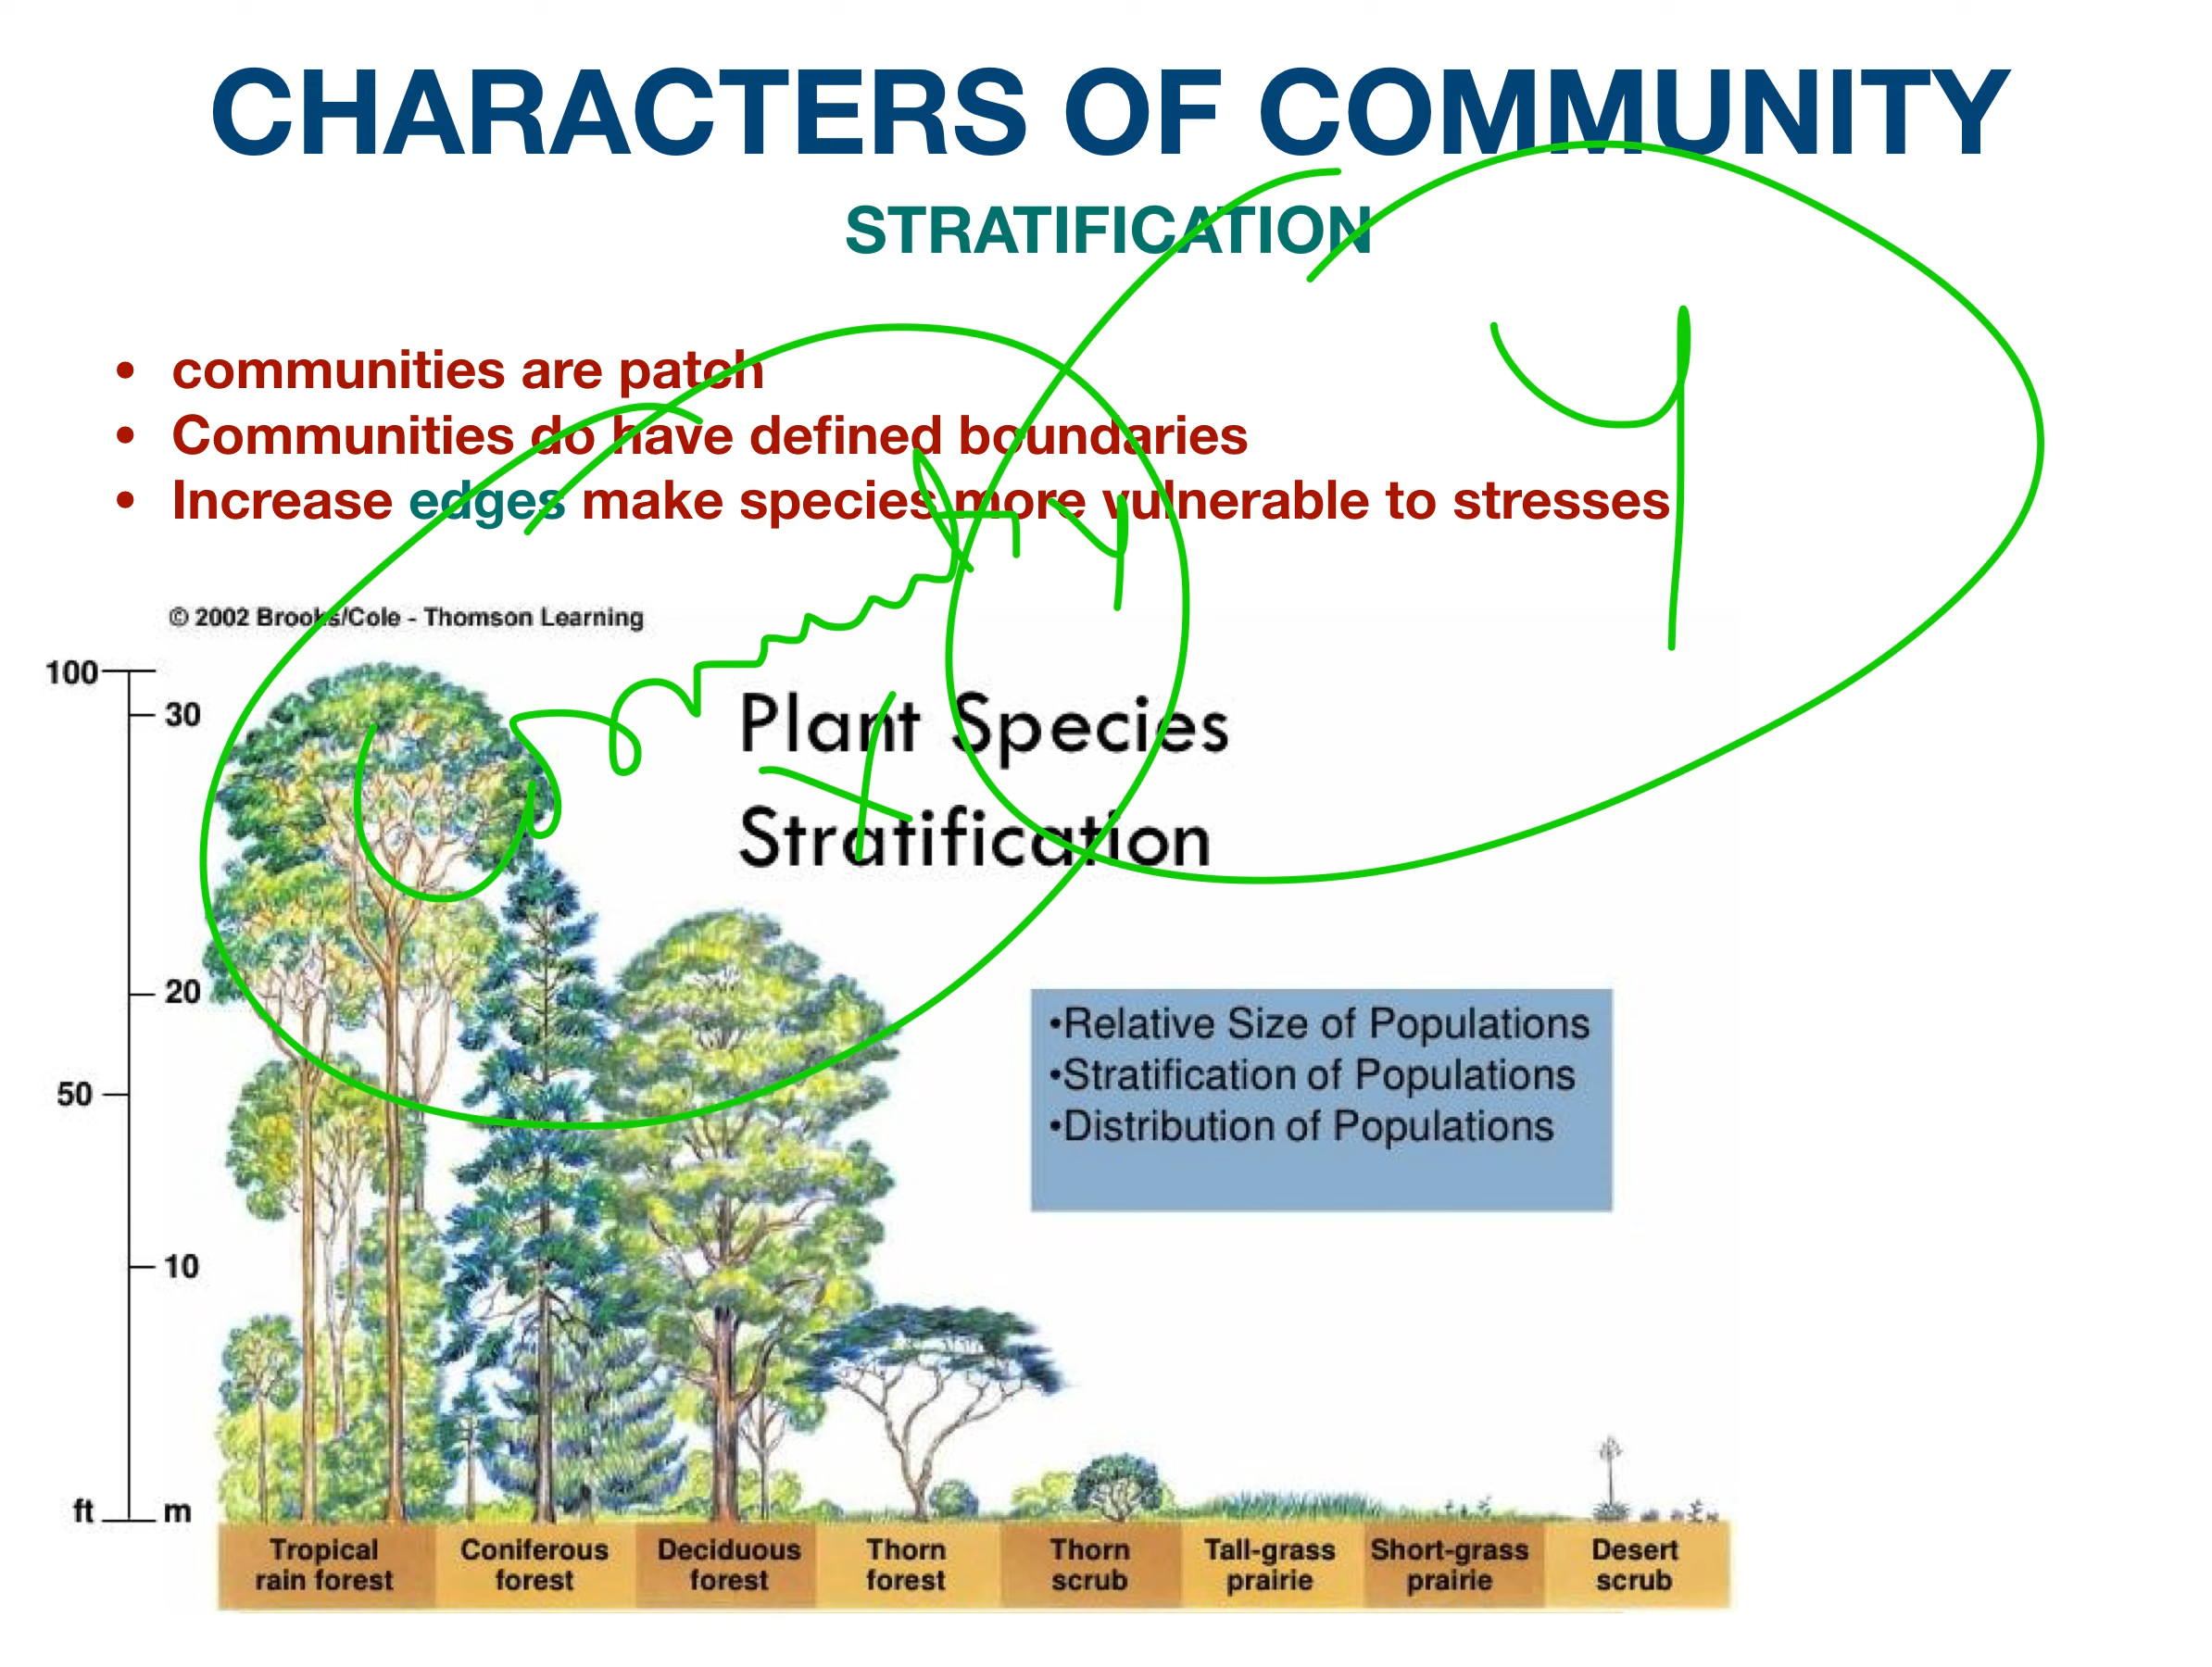 CHARACTERS OF COMMUNITY
STRATIFICATION
• communities are patch
• Communities do have defined boundaries
• Increase edges make species more vulnerable to stresses
© 2002 Brooks/Cole - Thomson Learning
Plant Species
Stratification
100
30
20
50
10
ft
m
•Relative Size of Populations
•Stratification of Populations
•Distribution of Populations
Tropical
rain forest
Coniferous
forest
Deciduous
forest
Thorn
forest
Thorn
scrub
Tall-grass
prairie
Short-grass
prairie
Desert
scrub